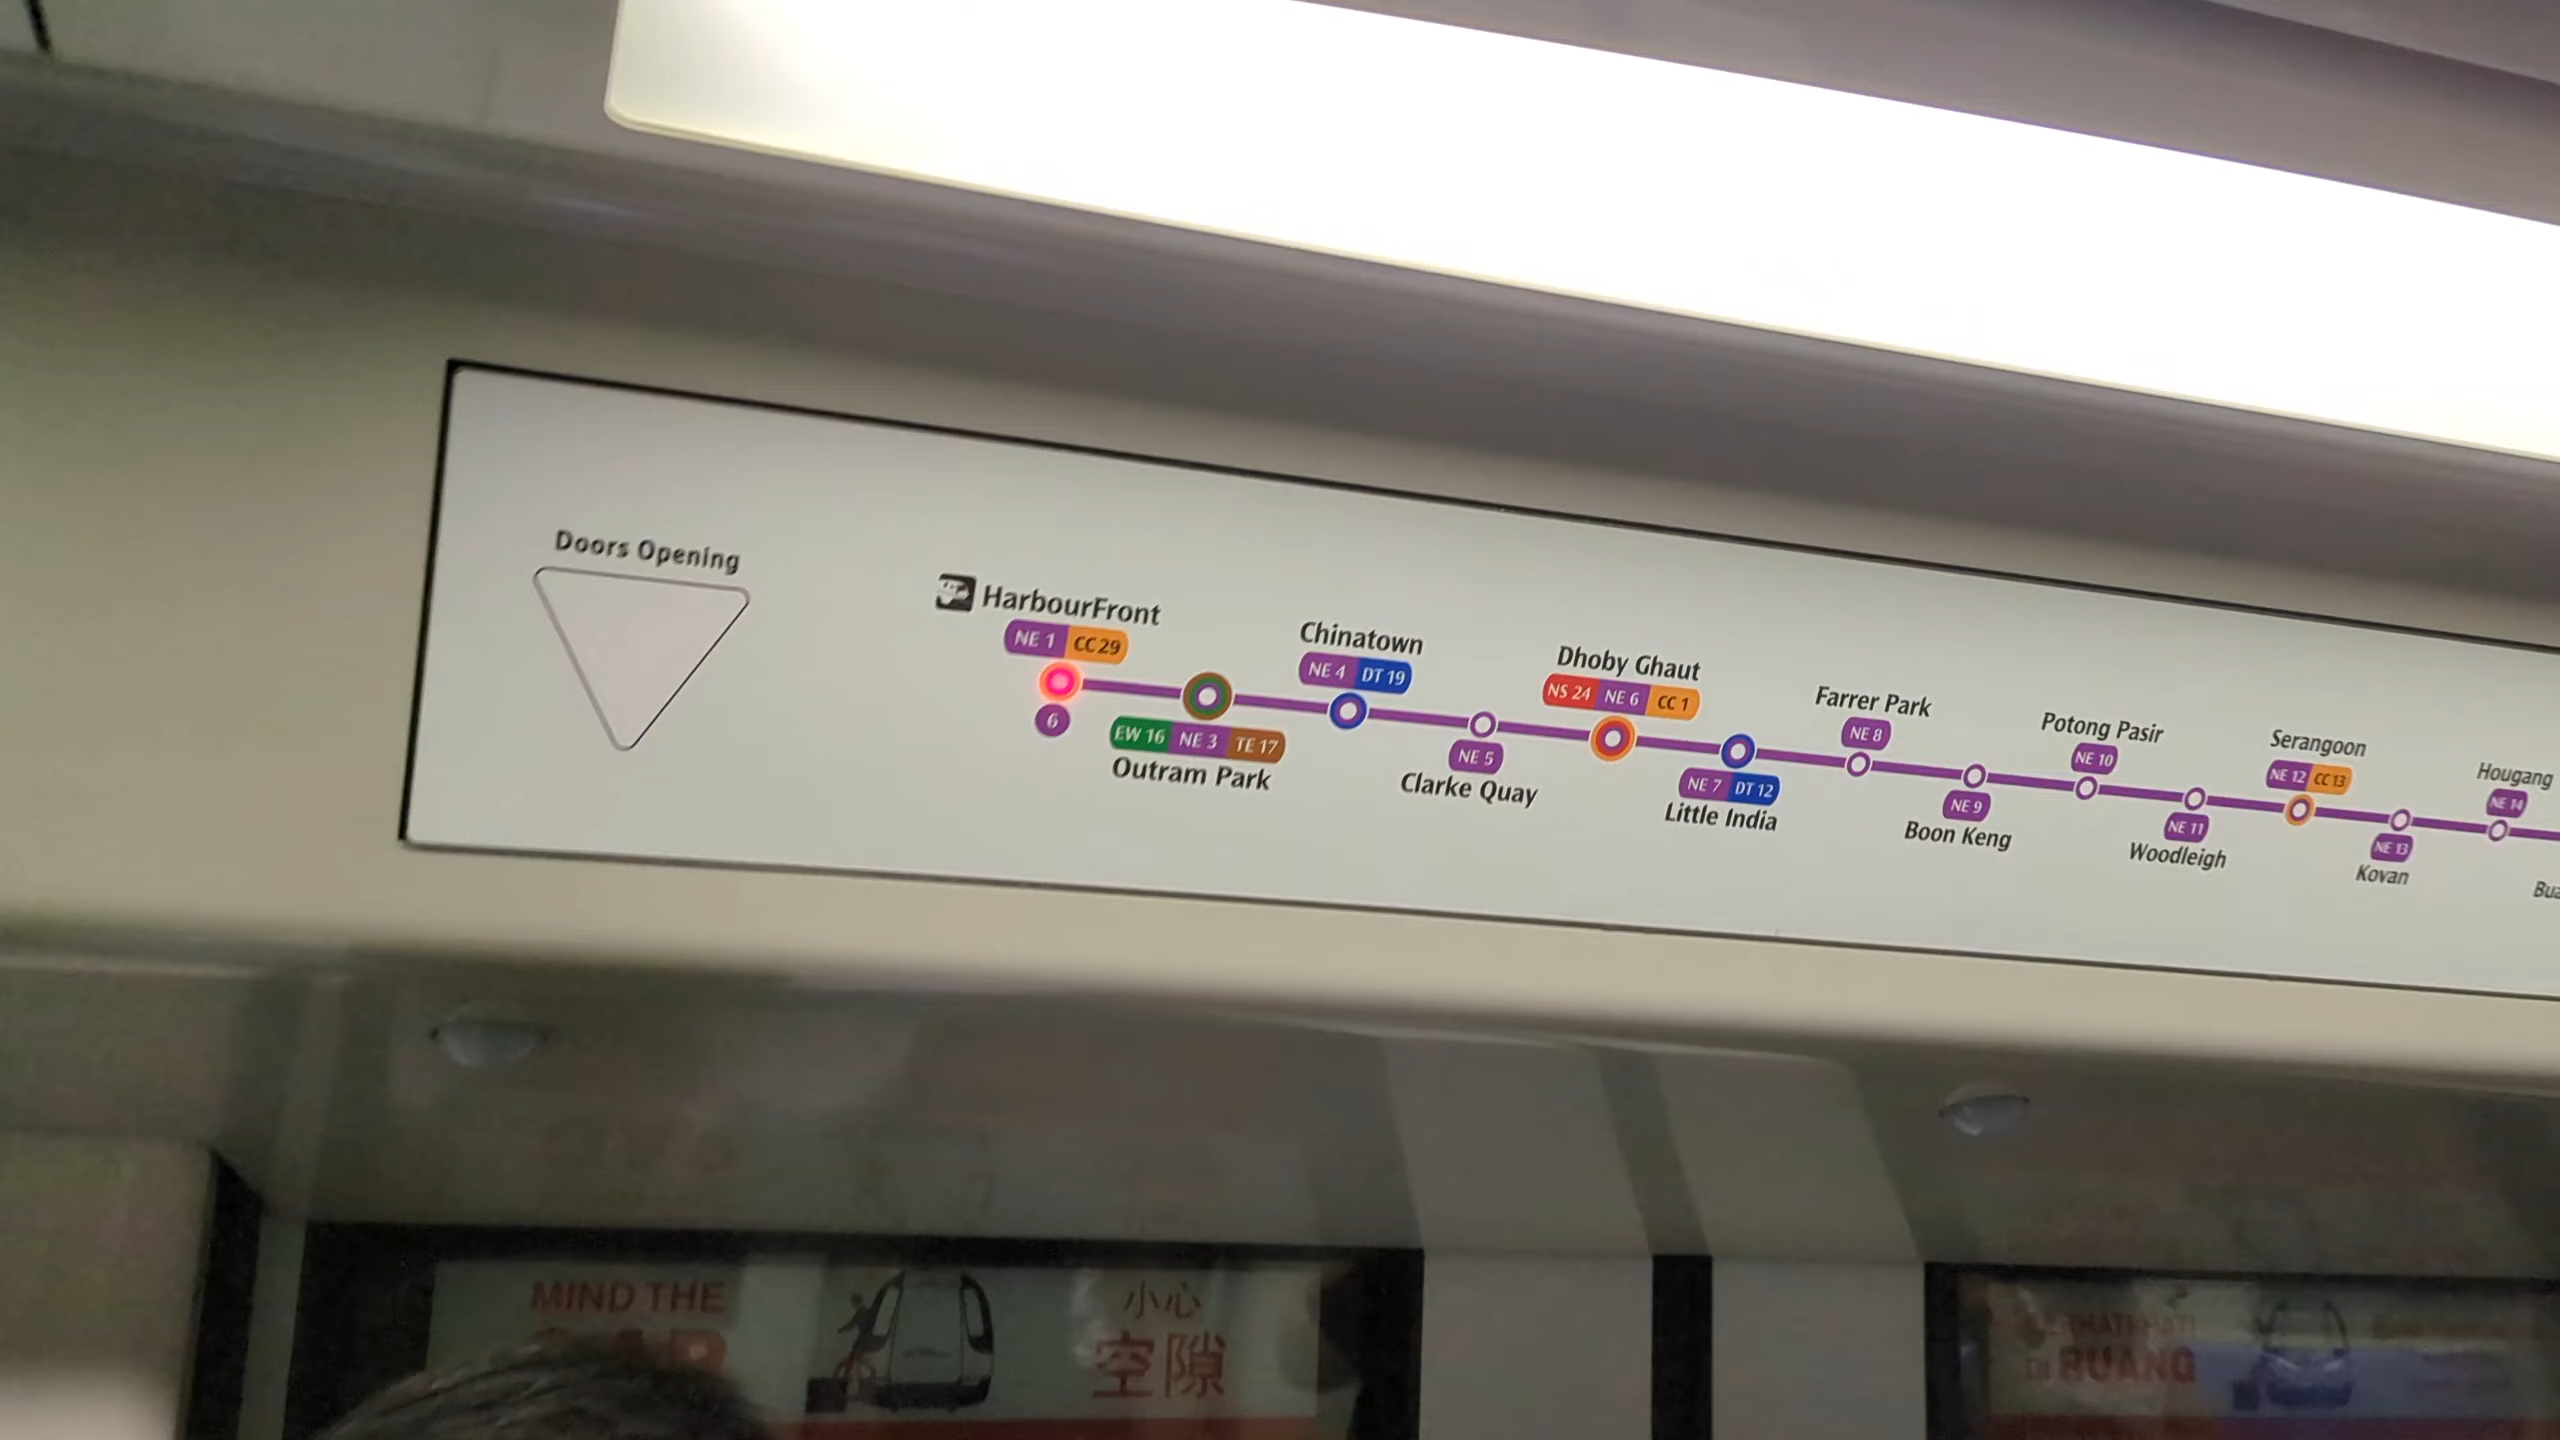 Doors Opening
HarbourFront
NE 1 CC 29
6
EW 16 NE 3 TE 17
Outram Park
Chinatown
NE 4 DT 19
NE 5
Clarke Quay
Dhoby Ghaut
NS 24 NE 6 CC 1
NE 7 DT 12
Little India
Farrer Park
NE 8
NE 9
Boon Keng
Potong Pasir
NE 10
NE 11
Woodleigh
Serangoon
NE 12 CC 13
NE 13
Kovan
Hougang
NE 14
Bua
MIND THE
小心
空隙
DI RUANG